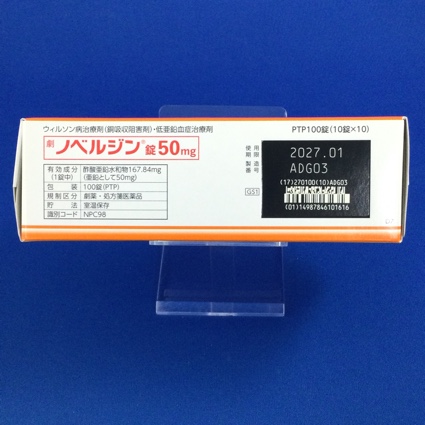 ウィルソン病治療剤(銅吸収阻害剤)・低亜鉛血症治療剤
PTP100錠(10錠×10)
劇 ノベルジン®錠50mg
有効成分(1錠中) 酢酸亜鉛水和物167.84mg
(亜鉛として50mg)
包装 100錠(PTP)
規制区分 劇薬・処方箋医薬品
貯法 室温保存
識別コード NPC98
使用期限 2027.01
製造番号 ADG03
GS1
(17)270100(10)ADG03
(01)14987846101616